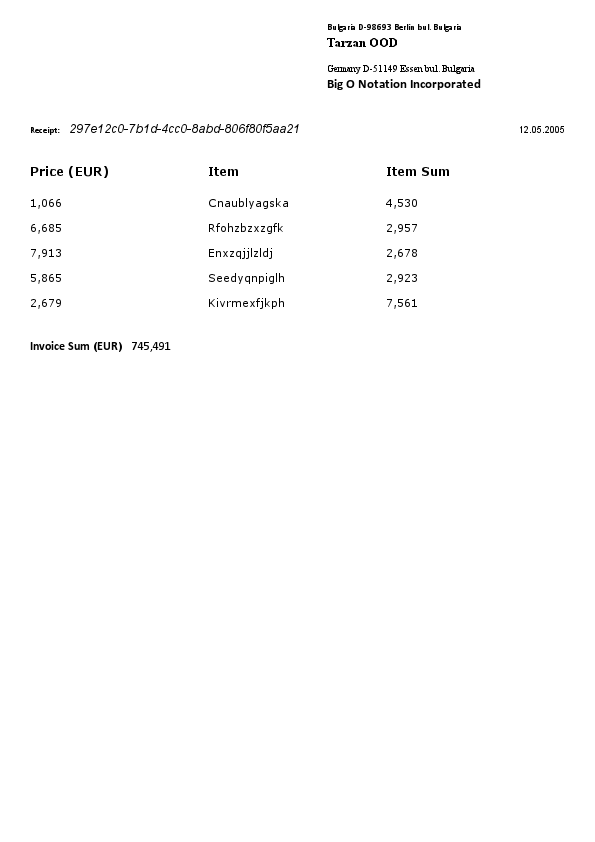 Bulgaria D-98693 Berlin bul. Bulgaria
Tarzan OOD
Germany D-51149 Essen bul. Bulgaria
Big O Notation Incorporated
Receipt: 297e12c0-7b1d-4cc0-8abd-806f80f5aa21 12.05.2005
Price (EUR) Item Item Sum
1,066 Cnaublyagska 4,530
6,685 Rfohzbzxzgfk 2,957
7,913 Enxzqjjlzldj 2,678
5,865 Seedyqnpiglh 2,923
2,679 Kivrmexfjkph 7,561
Invoice Sum (EUR) 745,491